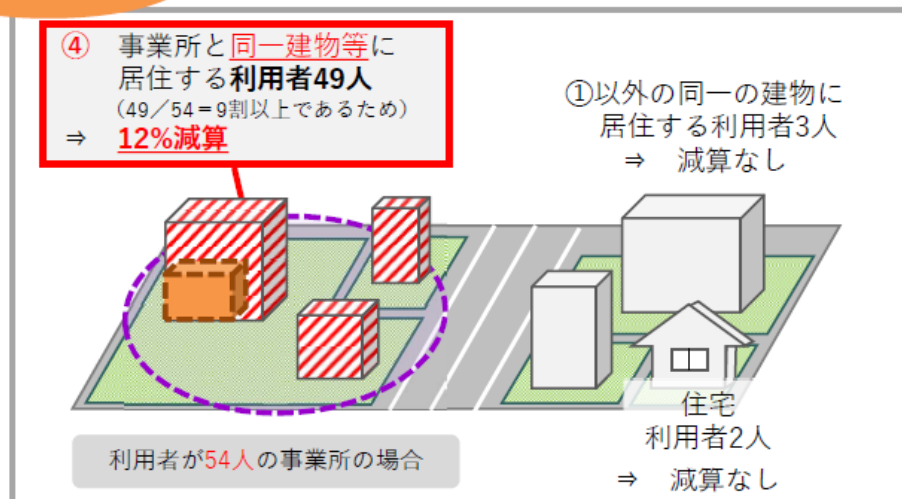 ④ 事業所と同一建物等に
居住する利用者49人
（49／54＝9割以上であるため）
⇒ 12%減算
①以外の同一の建物に
居住する利用者3人
⇒ 減算なし
住宅
利用者2人
⇒ 減算なし
利用者が54人の事業所の場合